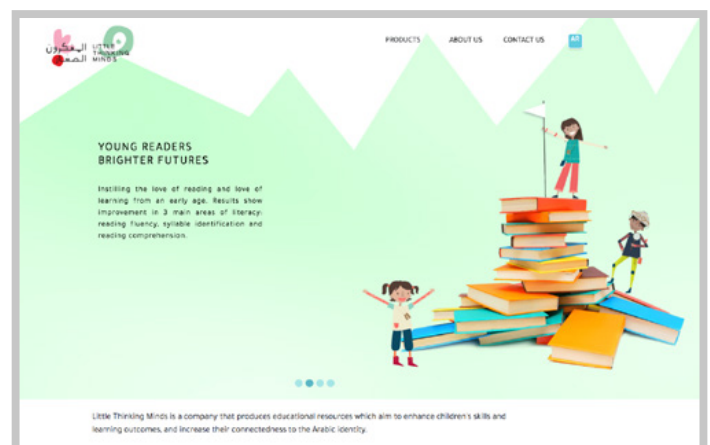 المفكرون
الصغار
LITTLE
THINKING
MINDS
PRODUCTS
ABOUT US
CONTACT US
AR
YOUNG READERS
BRIGHTER FUTURES
Instilling the love of reading and love of
learning from an early age. Results show
improvement in 3 main areas of literacy:
reading fluency, syllable identification and
reading comprehension.
Little Thinking Minds is a company that produces educational resources which aim to enhance children's skills and
learning outcomes, and increase their connectedness to the Arabic identity.